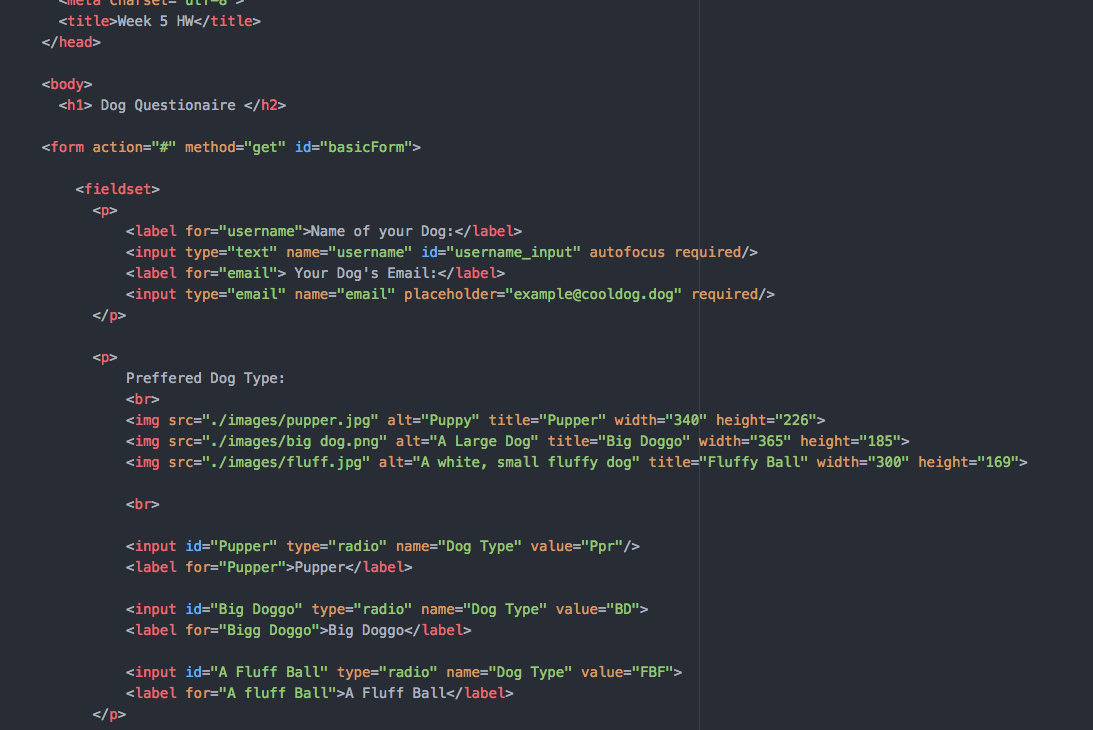 <meta charset="utf-8">
<title>Week 5 HW</title>
</head>
<body>
<h1> Dog Questionaire </h2>
<form action="#" method="get" id="basicForm">
<fieldset>
<p>
<label for="username">Name of your Dog:</label>
<input type="text" name="username" id="username_input" autofocus required/>
<label for="email"> Your Dog's Email:</label>
<input type="email" name="email" placeholder="example@cooldog.dog" required/>
</p>
<p>
Preffered Dog Type:
<br>
<img src="./images/pupper.jpg" alt="Puppy" title="Pupper" width="340" height="226">
<img src="./images/big dog.png" alt="A Large Dog" title="Big Doggo" width="365" height="185">
<img src="./images/fluff.jpg" alt="A white, small fluffy dog" title="Fluffy Ball" width="300" height="169">
<br>
<input id="Pupper" type="radio" name="Dog Type" value="Ppr"/>
<label for="Pupper">Pupper</label>
<input id="Big Doggo" type="radio" name="Dog Type" value="BD">
<label for="Bigg Doggo">Big Doggo</label>
<input id="A Fluff Ball" type="radio" name="Dog Type" value="FBF">
<label for="A fluff Ball">A Fluff Ball</label>
</p>